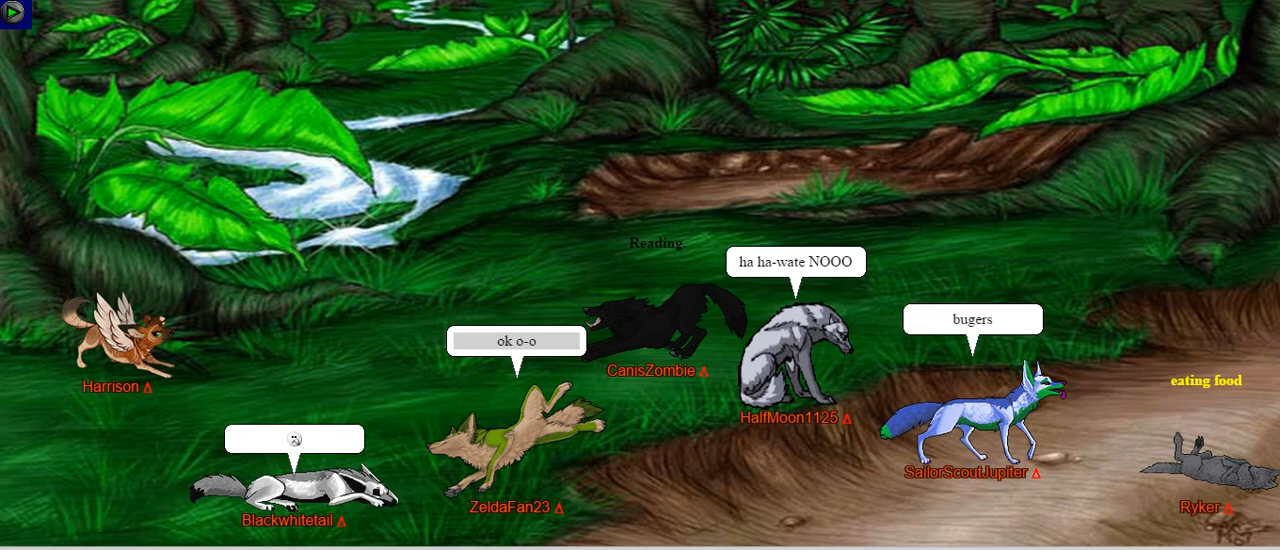 Reading.
ha ha-wate NOOO
bugers
ok o-o
eating food
CanisZombie
Harrison
HalfMoon1125
SailorScoutJupiter
ZeldaFan23
Ryker
Blackwhitetail